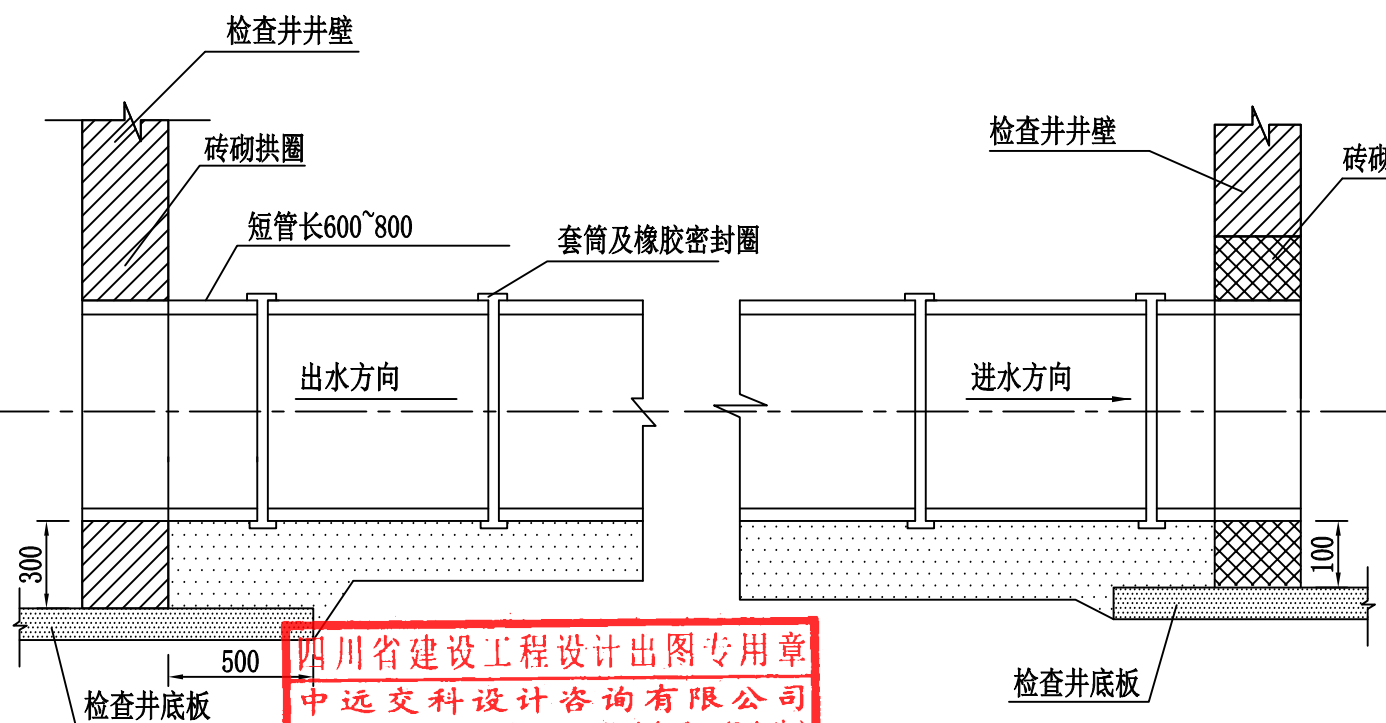 检查井井壁
砖砌拱圈
短管长600~800
套筒及橡胶密封圈
检查井井壁
砖砌
出水方向
进水方向
300
100
500
检查井底板
检查井底板
四川省建设工程设计出图专用章
中远交科设计咨询有限公司